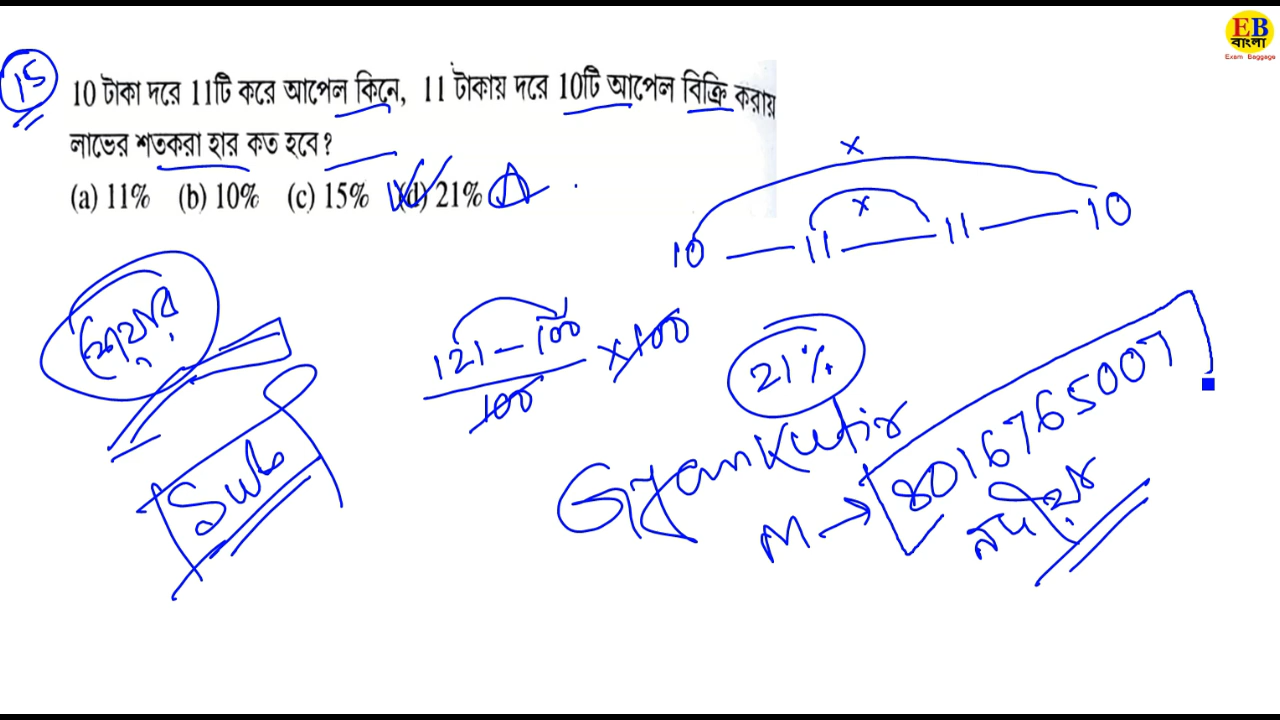 EB
বাংলা
Exam Baggage
15
10 টাকা দরে 11টি করে আপেল কিনে, 11 টাকায় দরে 10টি আপেল বিক্রি করায়
লাভের শতকরা হার কত হবে?
(a) 11% (b) 10% (c) 15% (d) 21% A
x
x
10 — 11 — 11 — 10
শেয়ার
121 - 100
100
x 100
21%
Sub
Gyankutir
M → 8016765007